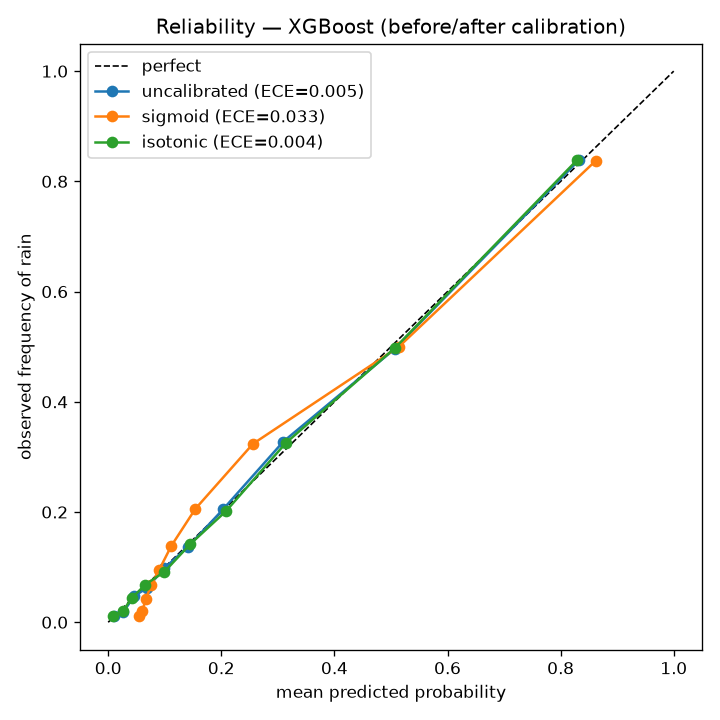 Reliability — XGBoost (before/after calibration)
perfect
uncalibrated (ECE=0.005)
sigmoid (ECE=0.033)
isotonic (ECE=0.004)
1.0
0.8
0.6
0.4
0.2
0.0
observed frequency of rain
0.0 0.2 0.4 0.6 0.8 1.0
mean predicted probability